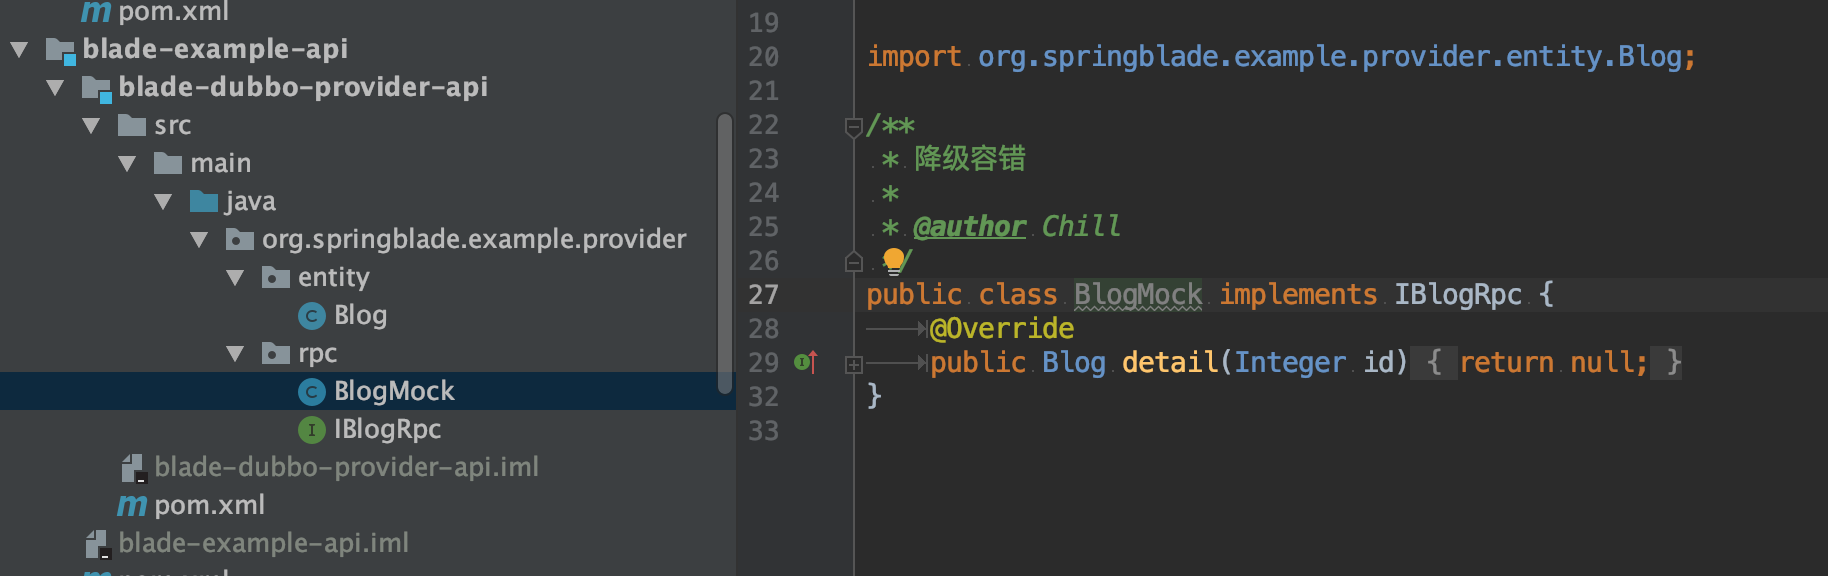 pom.xml
blade-example-api
blade-dubbo-provider-api
src
main
java
org.springblade.example.provider
entity
Blog
rpc
BlogMock
IBlogRpc
blade-dubbo-provider-api.iml
pom.xml
blade-example-api.iml
19
20 import org.springblade.example.provider.entity.Blog;
21
22 /**
23 * 降级容错
24 *
25 * @author Chill
26 */
27 public class BlogMock implements IBlogRpc {
28 @Override
29 public Blog detail(Integer id) { return null; }
32 }
33